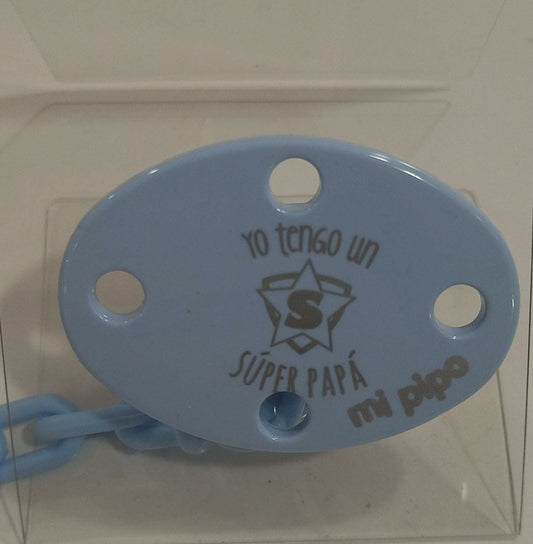 Yo tengo un
S
SÚPER PAPÁ
mi pipo